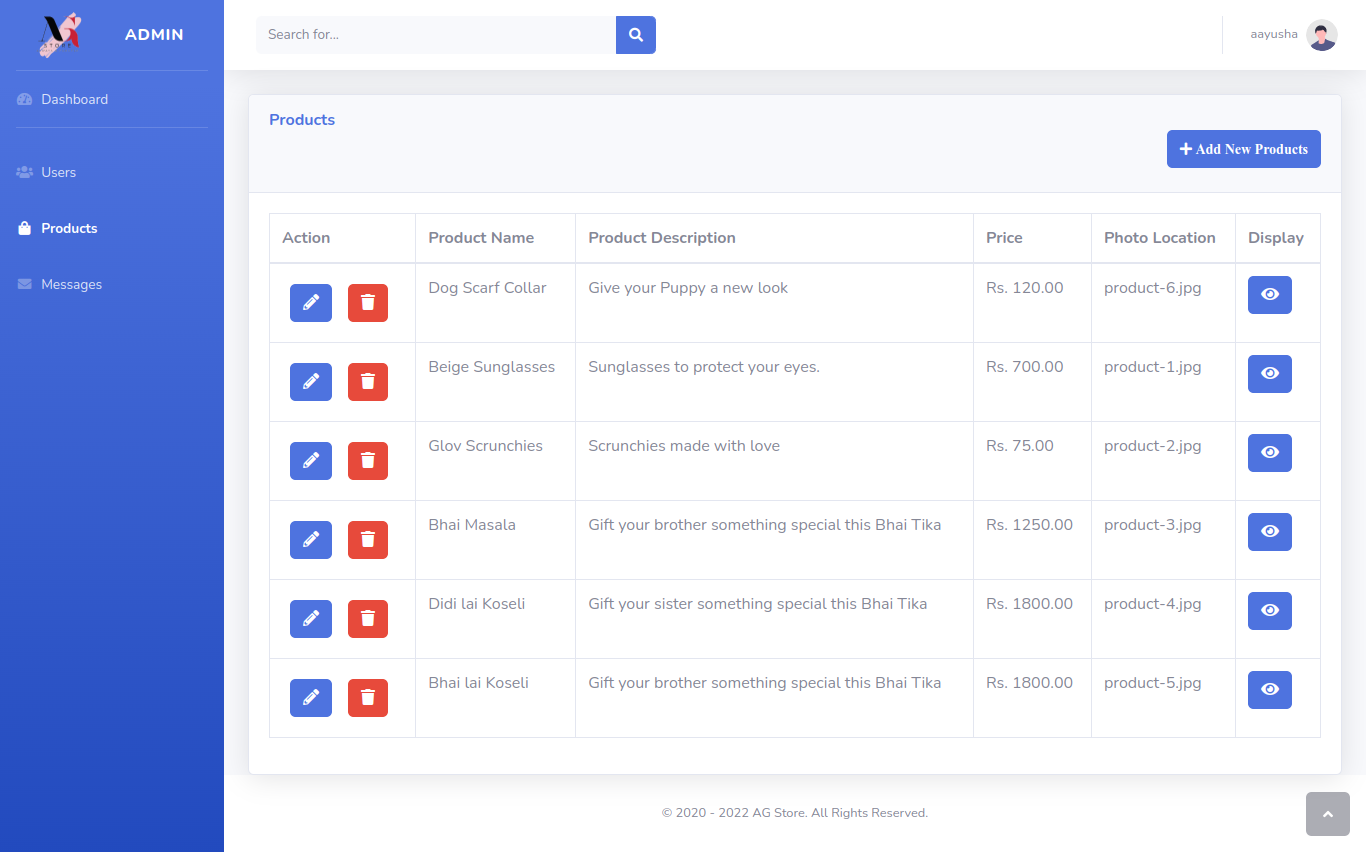 STORE
ADMIN
Search for...
aayusha
Dashboard
Users
Products
Messages
Products
Add New Products
Action Product Name Product Description Price Photo Location Display
Dog Scarf Collar Give your Puppy a new look Rs. 120.00 product-6.jpg
Beige Sunglasses Sunglasses to protect your eyes. Rs. 700.00 product-1.jpg
Glov Scrunchies Scrunchies made with love Rs. 75.00 product-2.jpg
Bhai Masala Gift your brother something special this Bhai Tika Rs. 1250.00 product-3.jpg
Didi lai Koseli Gift your sister something special this Bhai Tika Rs. 1800.00 product-4.jpg
Bhai lai Koseli Gift your brother something special this Bhai Tika Rs. 1800.00 product-5.jpg
© 2020 - 2022 AG Store. All Rights Reserved.